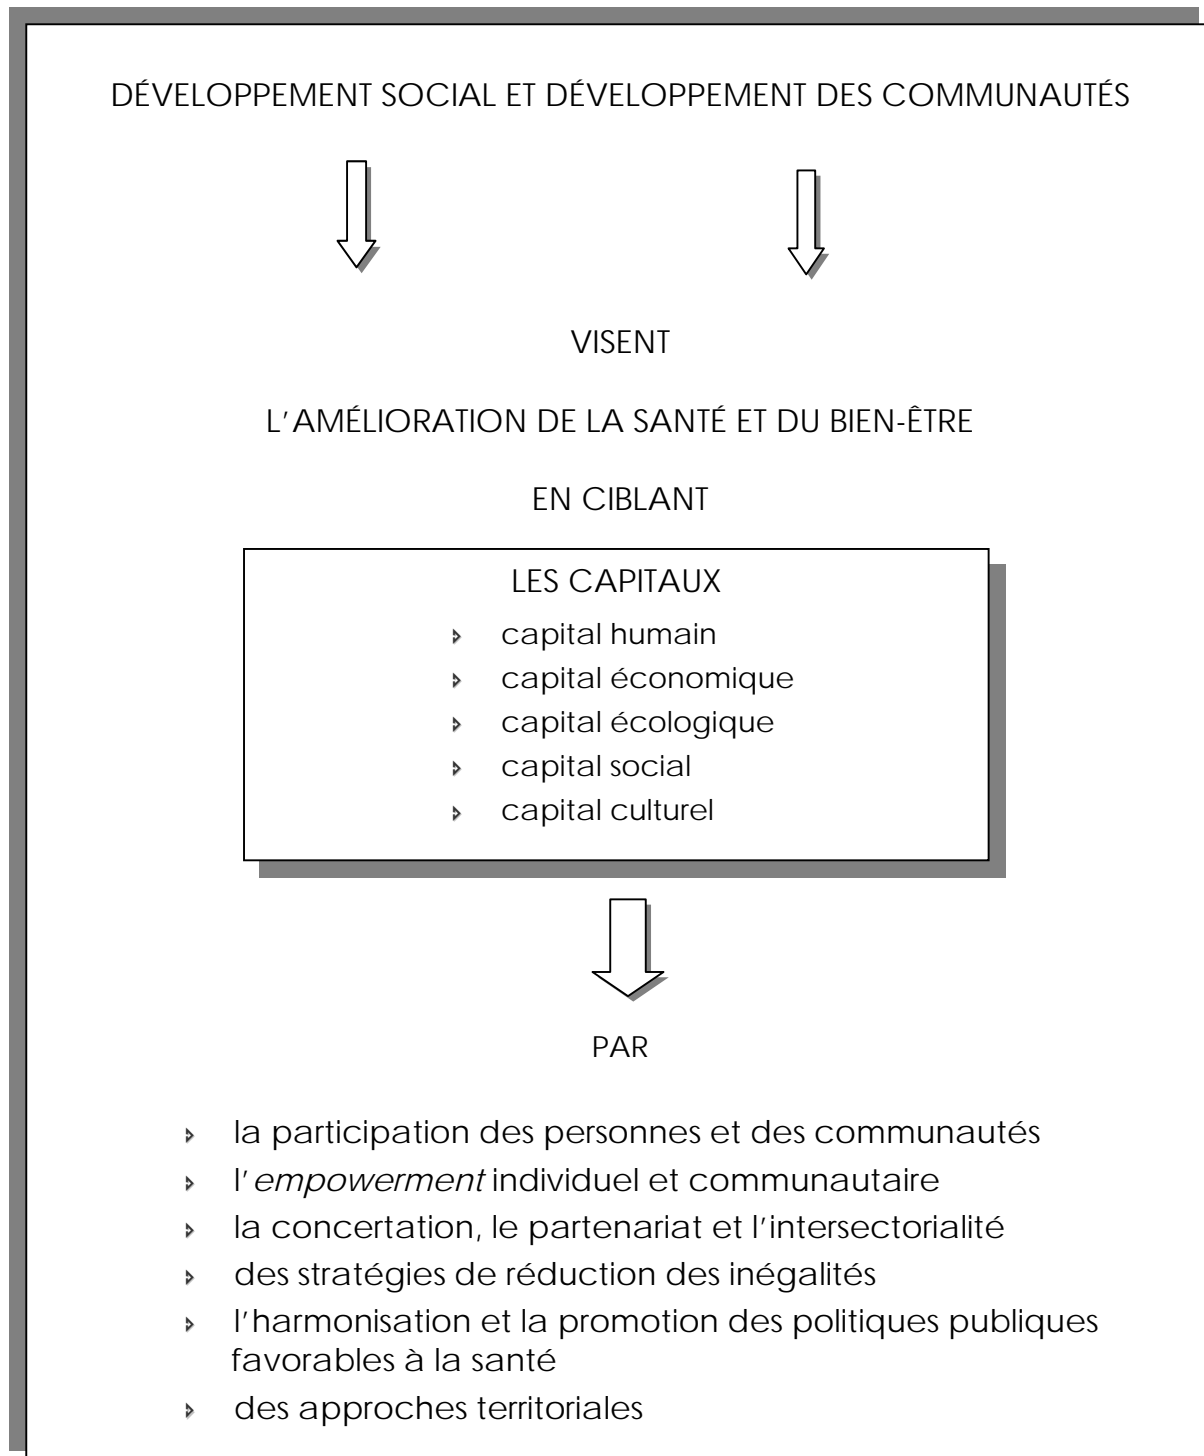 DÉVELOPPEMENT SOCIAL ET DÉVELOPPEMENT DES COMMUNAUTÉS
VISENT
L'AMÉLIORATION DE LA SANTÉ ET DU BIEN-ÊTRE
EN CIBLANT
LES CAPITAUX
capital humain
capital économique
capital écologique
capital social
capital culturel
PAR
la participation des personnes et des communautés
l'empowerment individuel et communautaire
la concertation, le partenariat et l'intersectorialité
des stratégies de réduction des inégalités
l'harmonisation et la promotion des politiques publiques
favorables à la santé
des approches territoriales